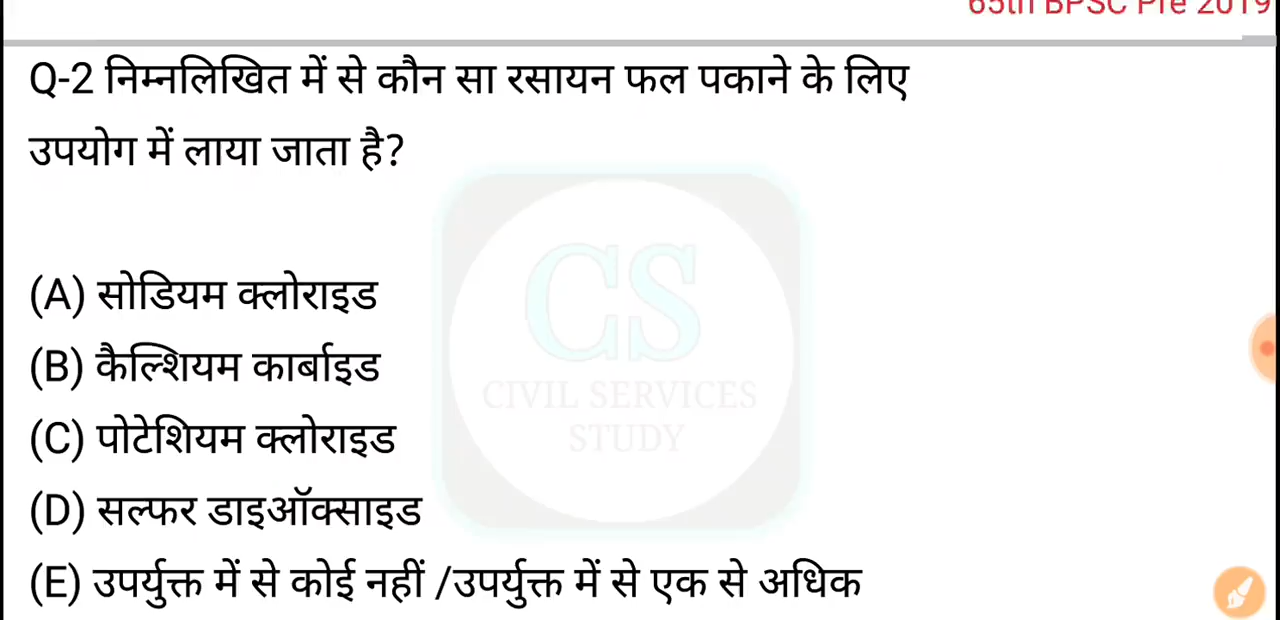 65th BPSC Pre 2019
Q-2 निम्नलिखित में से कौन सा रसायन फल पकाने के लिए
उपयोग में लाया जाता है?
(A) सोडियम क्लोराइड
(B) कैल्शियम कार्बाइड
(C) पोटेशियम क्लोराइड
(D) सल्फर डाइऑक्साइड
(E) उपर्युक्त में से कोई नहीं /उपर्युक्त में से एक से अधिक
CS
CIVIL SERVICES
STUDY